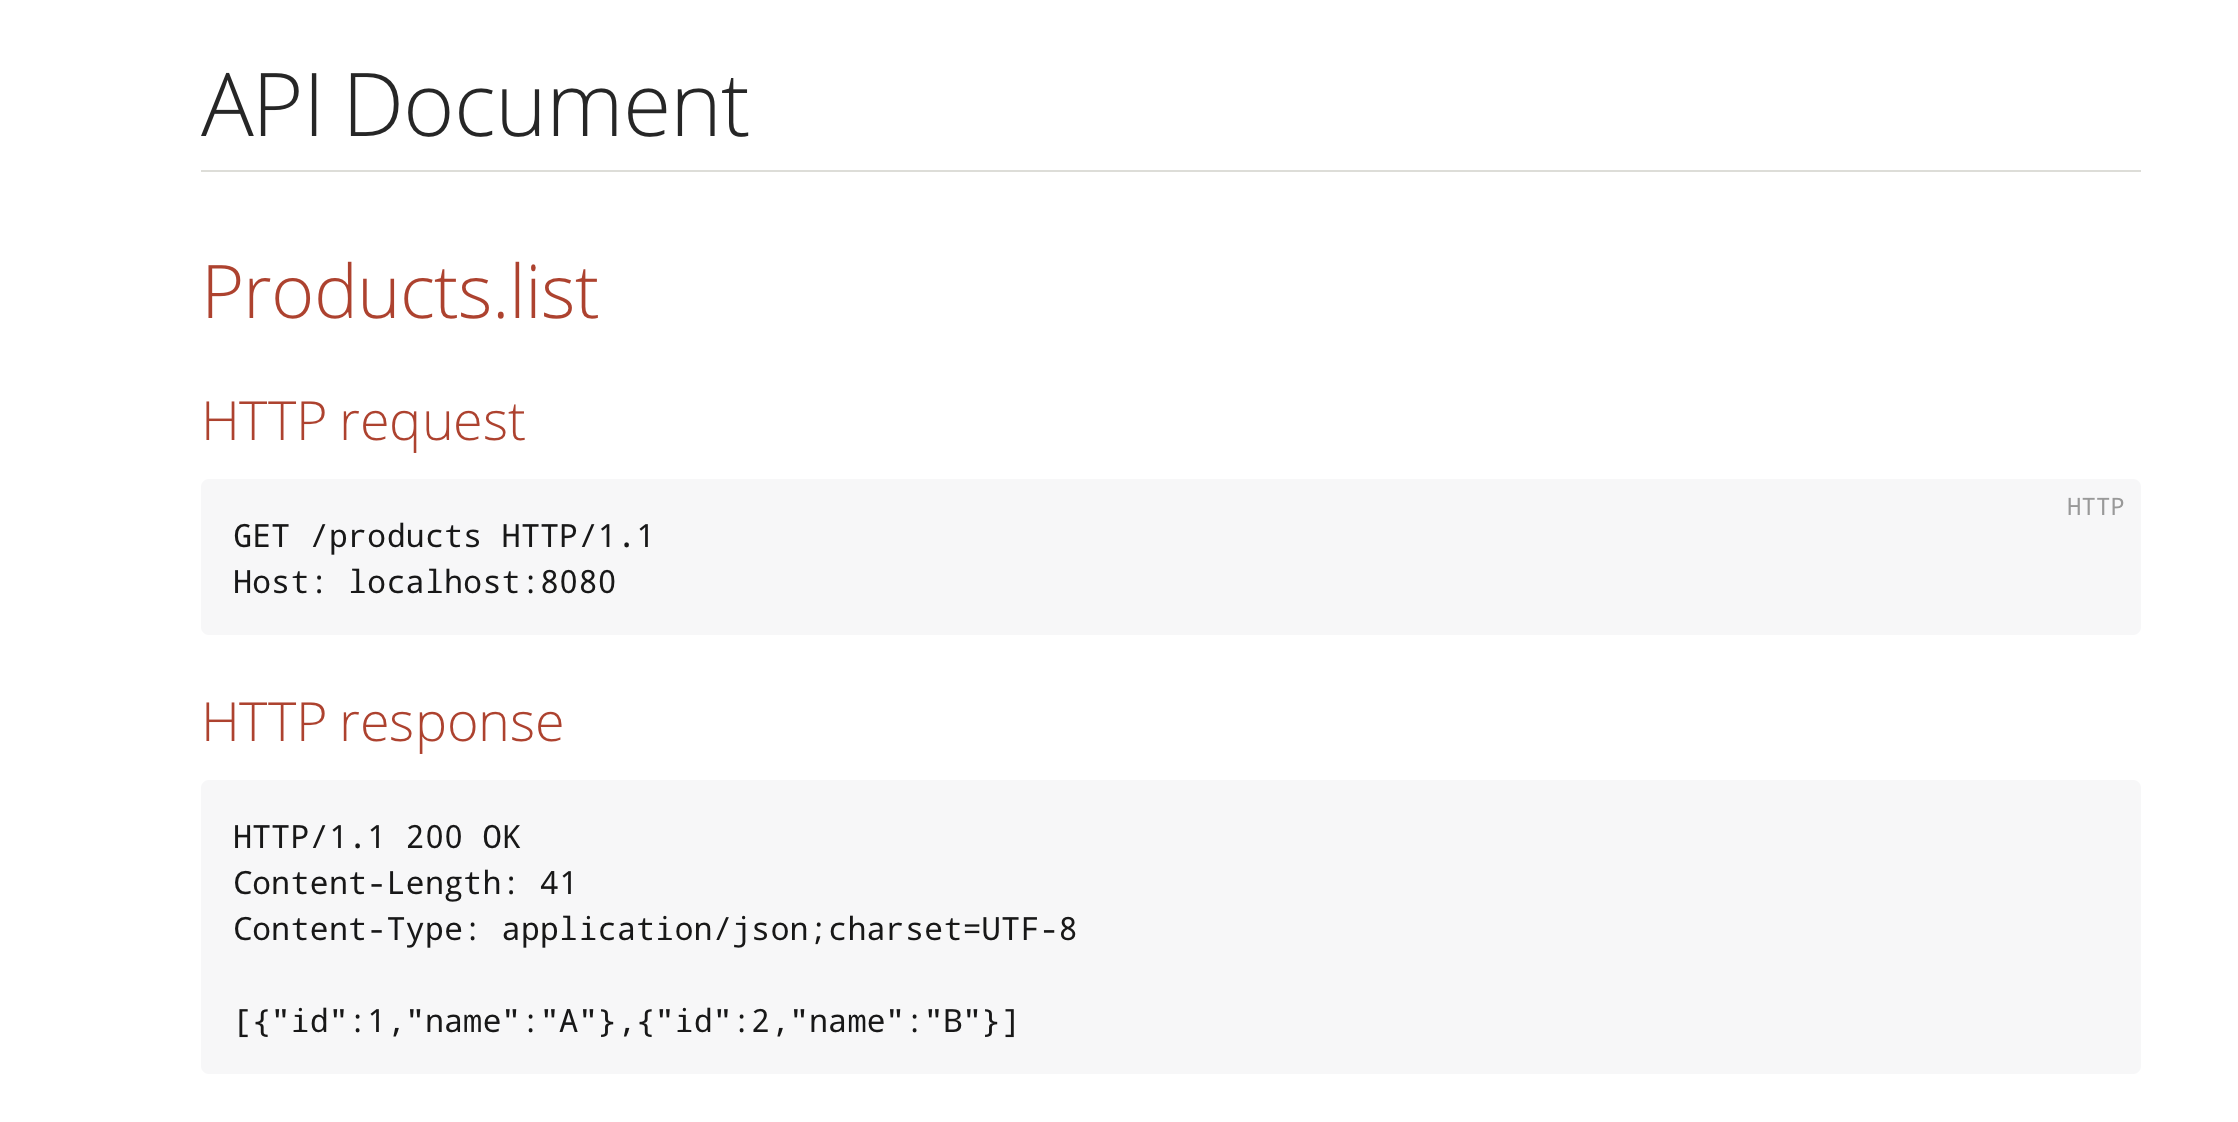 API Document
Products.list
HTTP request
HTTP
GET /products HTTP/1.1
Host: localhost:8080
HTTP response
HTTP/1.1 200 OK
Content-Length: 41
Content-Type: application/json;charset=UTF-8
[{"id":1,"name":"A"},{"id":2,"name":"B"}]